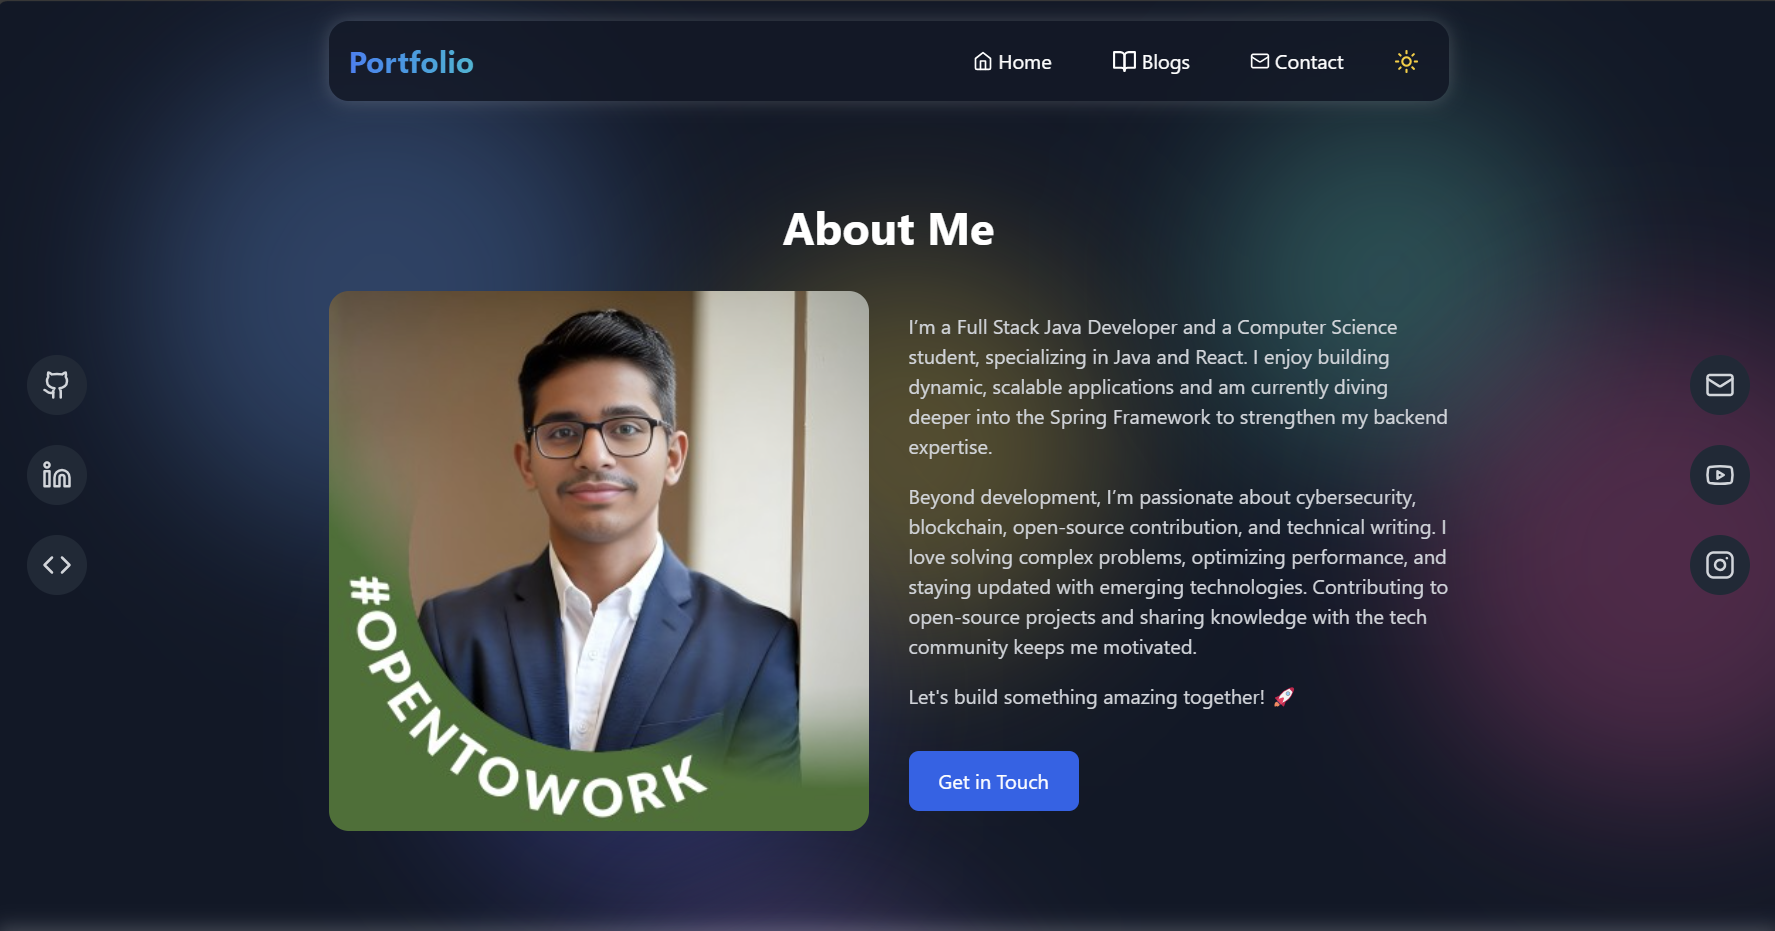 Portfolio
Home
Blogs
Contact
About Me
I’m a Full Stack Java Developer and a Computer Science
student, specializing in Java and React. I enjoy building
dynamic, scalable applications and am currently diving
deeper into the Spring Framework to strengthen my backend
expertise.
Beyond development, I’m passionate about cybersecurity,
blockchain, open-source contribution, and technical writing. I
love solving complex problems, optimizing performance, and
staying updated with emerging technologies. Contributing to
open-source projects and sharing knowledge with the tech
community keeps me motivated.
Let's build something amazing together! 🚀
Get in Touch
#OPENTOWORK